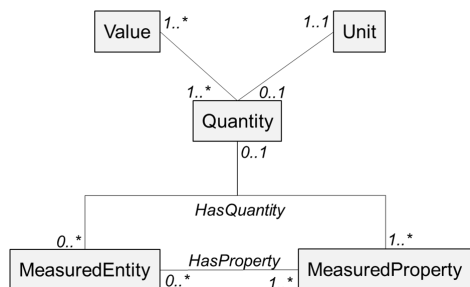 Value
Unit
1..*
1..1
1..*
0..1
Quantity
0..1
HasQuantity
0..*
1..*
MeasuredEntity
HasProperty
MeasuredProperty
0..*
1..*